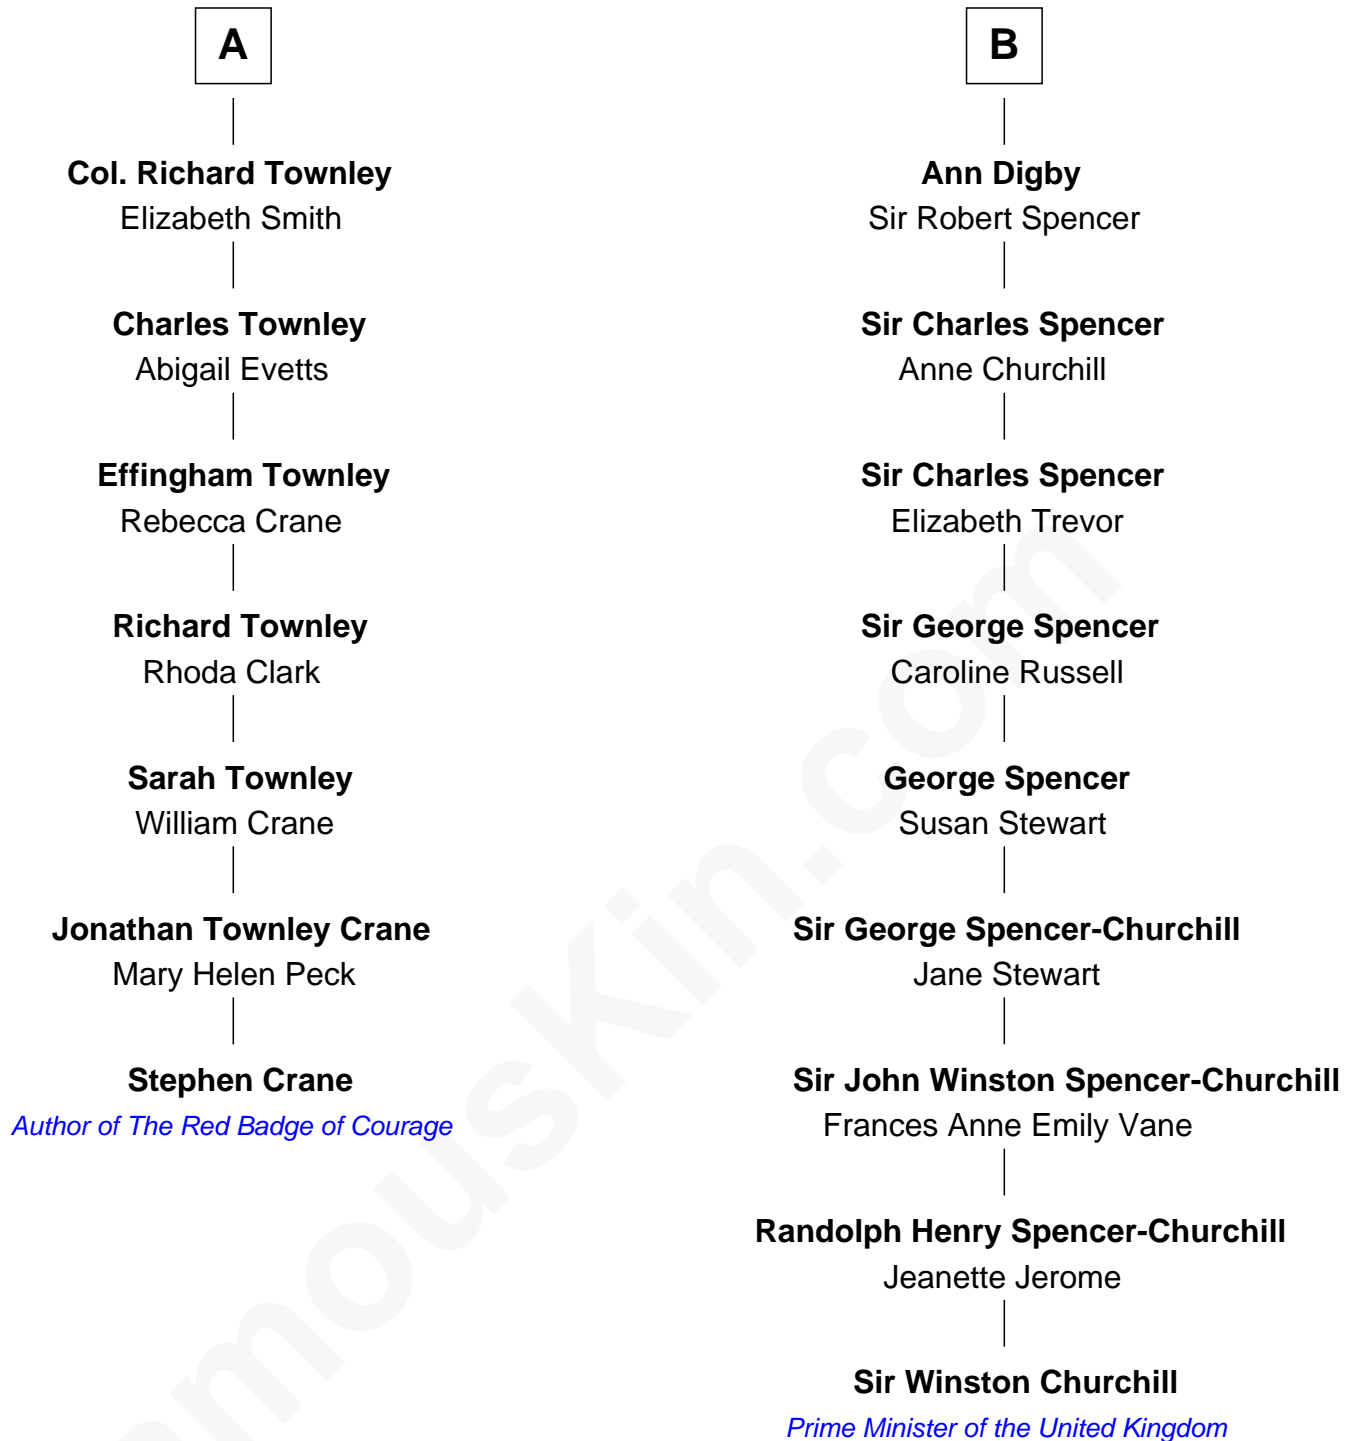 A
Col. Richard Townley
Elizabeth Smith
Charles Townley
Abigail Evetts
Effingham Townley
Rebecca Crane
Richard Townley
Rhoda Clark
Sarah Townley
William Crane
Jonathan Townley Crane
Mary Helen Peck
Stephen Crane
Author of The Red Badge of Courage
B
Ann Digby
Sir Robert Spencer
Sir Charles Spencer
Anne Churchill
Sir Charles Spencer
Elizabeth Trevor
Sir George Spencer
Caroline Russell
George Spencer
Susan Stewart
Sir George Spencer-Churchill
Jane Stewart
Sir John Winston Spencer-Churchill
Frances Anne Emily Vane
Randolph Henry Spencer-Churchill
Jeanette Jerome
Sir Winston Churchill
Prime Minister of the United Kingdom
amouskin.com